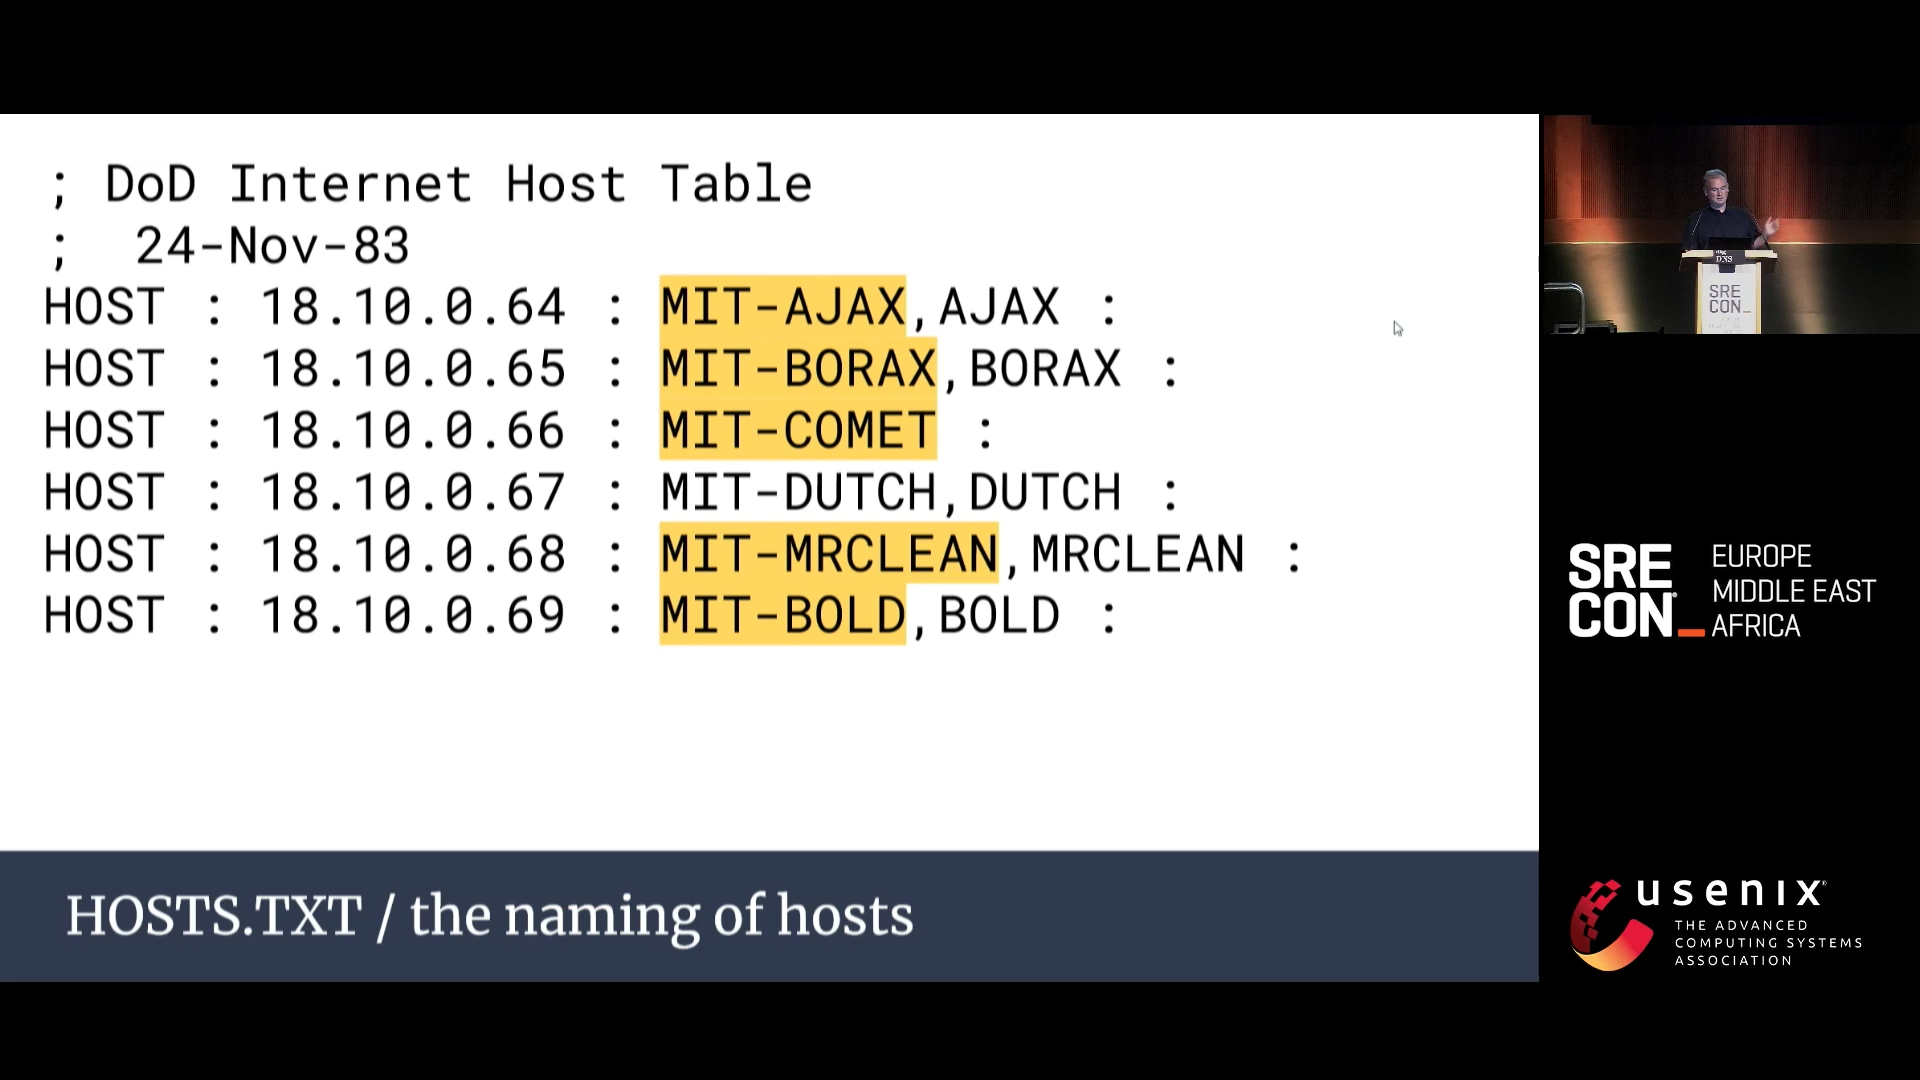 ; DoD Internet Host Table
;  24-Nov-83
HOST : 18.10.0.64 : MIT-AJAX,AJAX :
HOST : 18.10.0.65 : MIT-BORAX,BORAX :
HOST : 18.10.0.66 : MIT-COMET :
HOST : 18.10.0.67 : MIT-DUTCH,DUTCH :
HOST : 18.10.0.68 : MIT-MRCLEAN,MRCLEAN :
HOST : 18.10.0.69 : MIT-BOLD,BOLD :
HOSTS.TXT / the naming of hosts
DNS
SRE
CON_
SRE
CON_
EUROPE
MIDDLE EAST
AFRICA
usenix
THE ADVANCED
COMPUTING SYSTEMS
ASSOCIATION